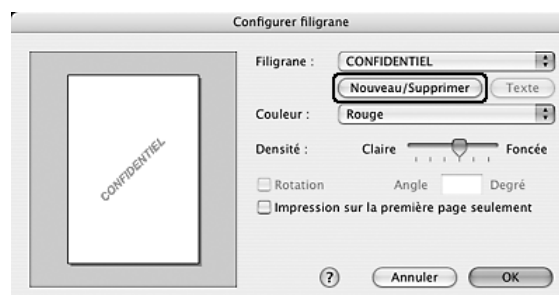 Configurer filigrane
Filigrane : CONFIDENTIEL
Nouveau/Supprimer Texte
Couleur : Rouge
Densité : Claire Foncée
CONFIDENTIEL
Rotation Angle Degré
Impression sur la première page seulement
? Annuler OK